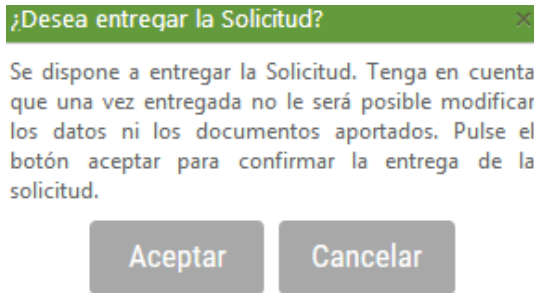 ¿Desea entregar la Solicitud?
Se dispone a entregar la Solicitud. Tenga en cuenta
que una vez entregada no le será posible modificar
los datos ni los documentos aportados. Pulse el
botón aceptar para confirmar la entrega de la
solicitud.
Aceptar Cancelar